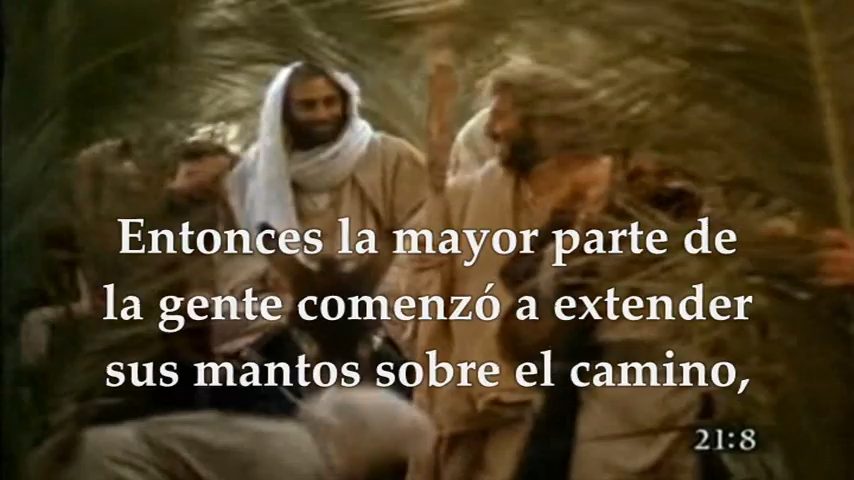 Entonces la mayor parte de
la gente comenzó a extender
sus mantos sobre el camino,
21:8